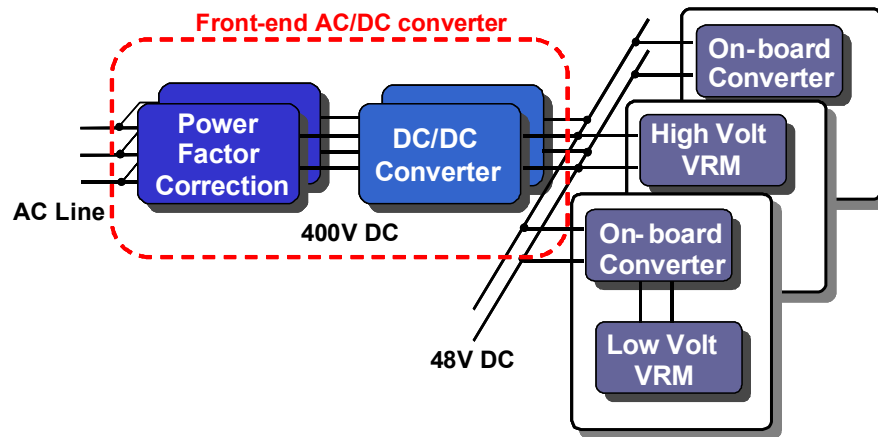 Front-end AC/DC converter
Power
Factor
Correction
DC/DC
Converter
AC Line
400V DC
48V DC
On-board
Converter
High Volt
VRM
On-board
Converter
Low Volt
VRM